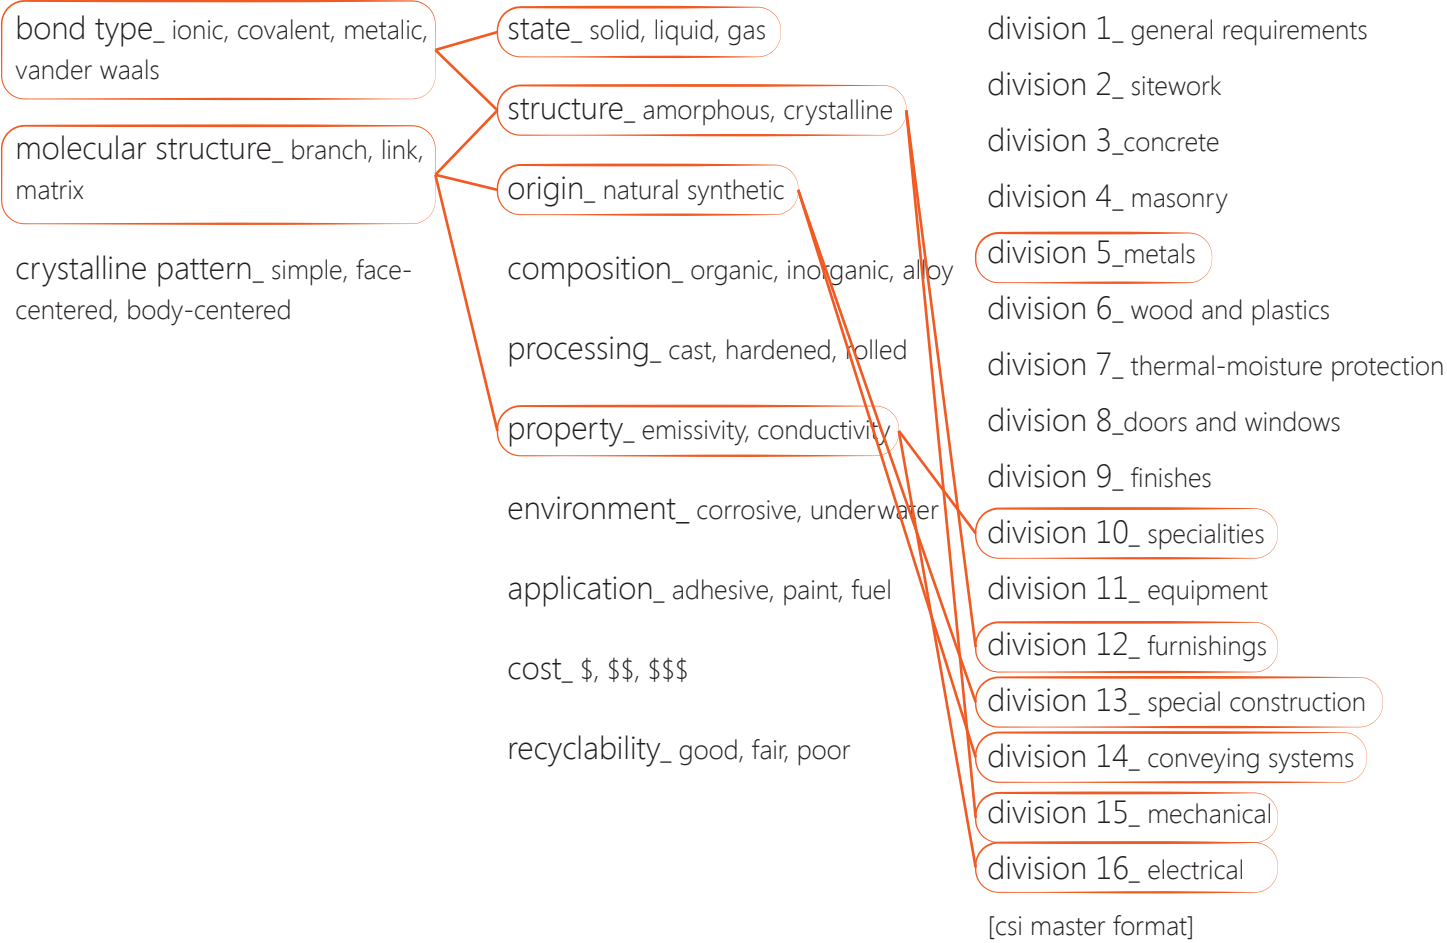 bond type_ ionic, covalent, metalic,
vander waals
molecular structure_ branch, link,
matrix
crystalline pattern_ simple, face-
centered, body-centered
state_ solid, liquid, gas
structure_ amorphous, crystalline
origin_ natural synthetic
composition_ organic, inorganic, alloy
processing_ cast, hardened, rolled
property_ emissivity, conductivity
environment_ corrosive, underwater
application_ adhesive, paint, fuel
cost_ $, $$, $$$
recyclability_ good, fair, poor
division 1_ general requirements
division 2_ sitework
division 3_concrete
division 4_ masonry
division 5_metals
division 6_ wood and plastics
division 7_ thermal-moisture protection
division 8_doors and windows
division 9_ finishes
division 10_ specialities
division 11_ equipment
division 12_ furnishings
division 13_ special construction
division 14_ conveying systems
division 15_ mechanical
division 16_ electrical
[csi master format]